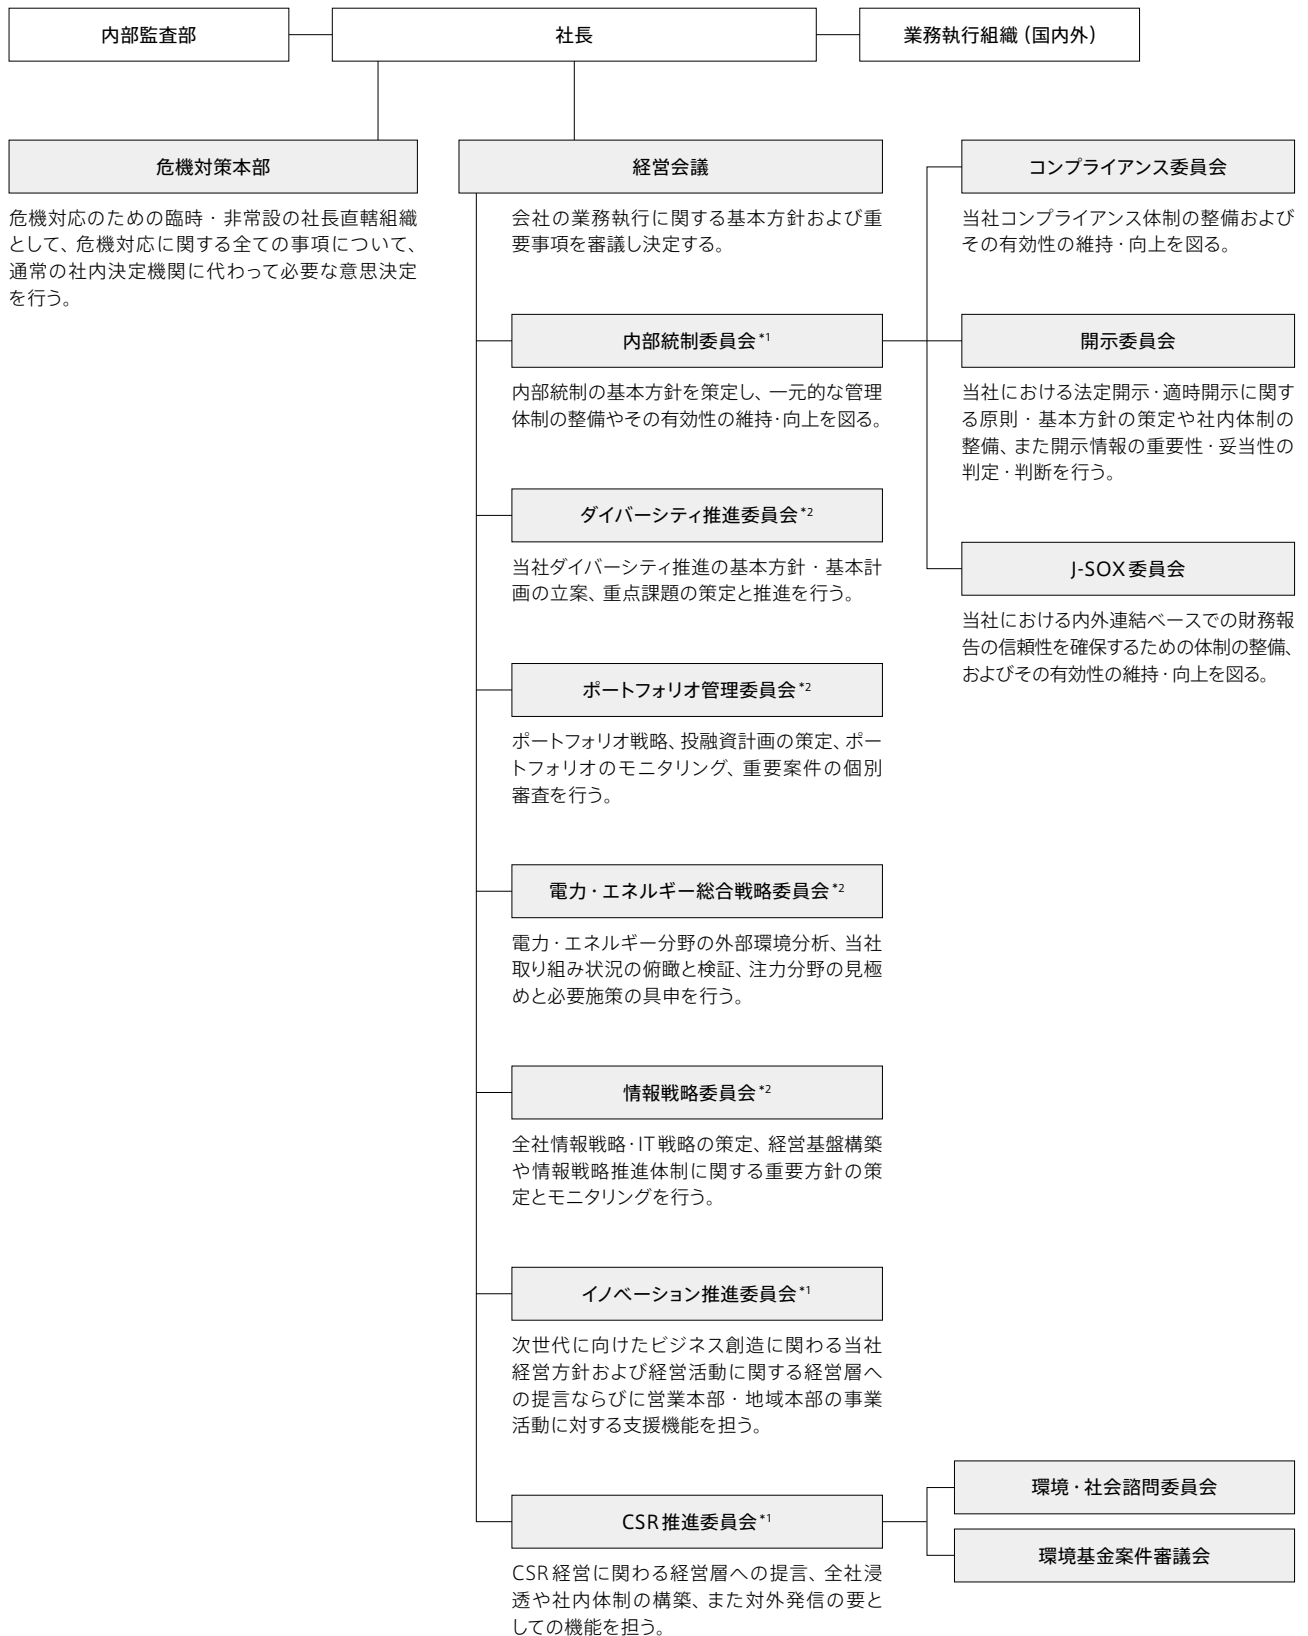 内部監査部
社長
業務執行組織（国内外）
危機対策本部
危機対応のための臨時・非常設の社長直轄組織
として、危機対応に関する全ての事項について、
通常の社内決定機関に代わって必要な意思決定
を行う。
経営会議
会社の業務執行に関する基本方針および重
要事項を審議し決定する。
内部統制委員会*1
内部統制の基本方針を策定し、一元的な管理
体制の整備やその有効性の維持・向上を図る。
コンプライアンス委員会
当社コンプライアンス体制の整備および
その有効性の維持・向上を図る。
開示委員会
当社における法定開示・適時開示に関す
る原則・基本方針の策定や社内体制の
整備、また開示情報の重要性・妥当性の
判定・判断を行う。
J-SOX委員会
当社における内外連結ベースでの財務報
告の信頼性を確保するための体制の整備、
およびその有効性の維持・向上を図る。
ダイバーシティ推進委員会*2
当社ダイバーシティ推進の基本方針・基本計
画の立案、重点課題の策定と推進を行う。
ポートフォリオ管理委員会*2
ポートフォリオ戦略、投融資計画の策定、ポー
トフォリオのモニタリング、重要案件の個別
審査を行う。
電力・エネルギー総合戦略委員会*2
電力・エネルギー分野の外部環境分析、当社
取り組み状況の俯瞰と検証、注力分野の見極
めと必要施策の具申を行う。
情報戦略委員会*2
全社情報戦略・IT戦略の策定、経営基盤構築
や情報戦略推進体制に関する重要方針の策
定とモニタリングを行う。
イノベーション推進委員会*1
次世代に向けたビジネス創造に関わる当社
経営方針および経営活動に関する経営層へ
の提言ならびに営業本部・地域本部の事業
活動に対する支援機能を担う。
CSR推進委員会*1
CSR経営に関わる経営層への提言、全社浸
透や社内体制の構築、また対外発信の要と
しての機能を担う。
環境・社会諮問委員会
環境基金案件審議会